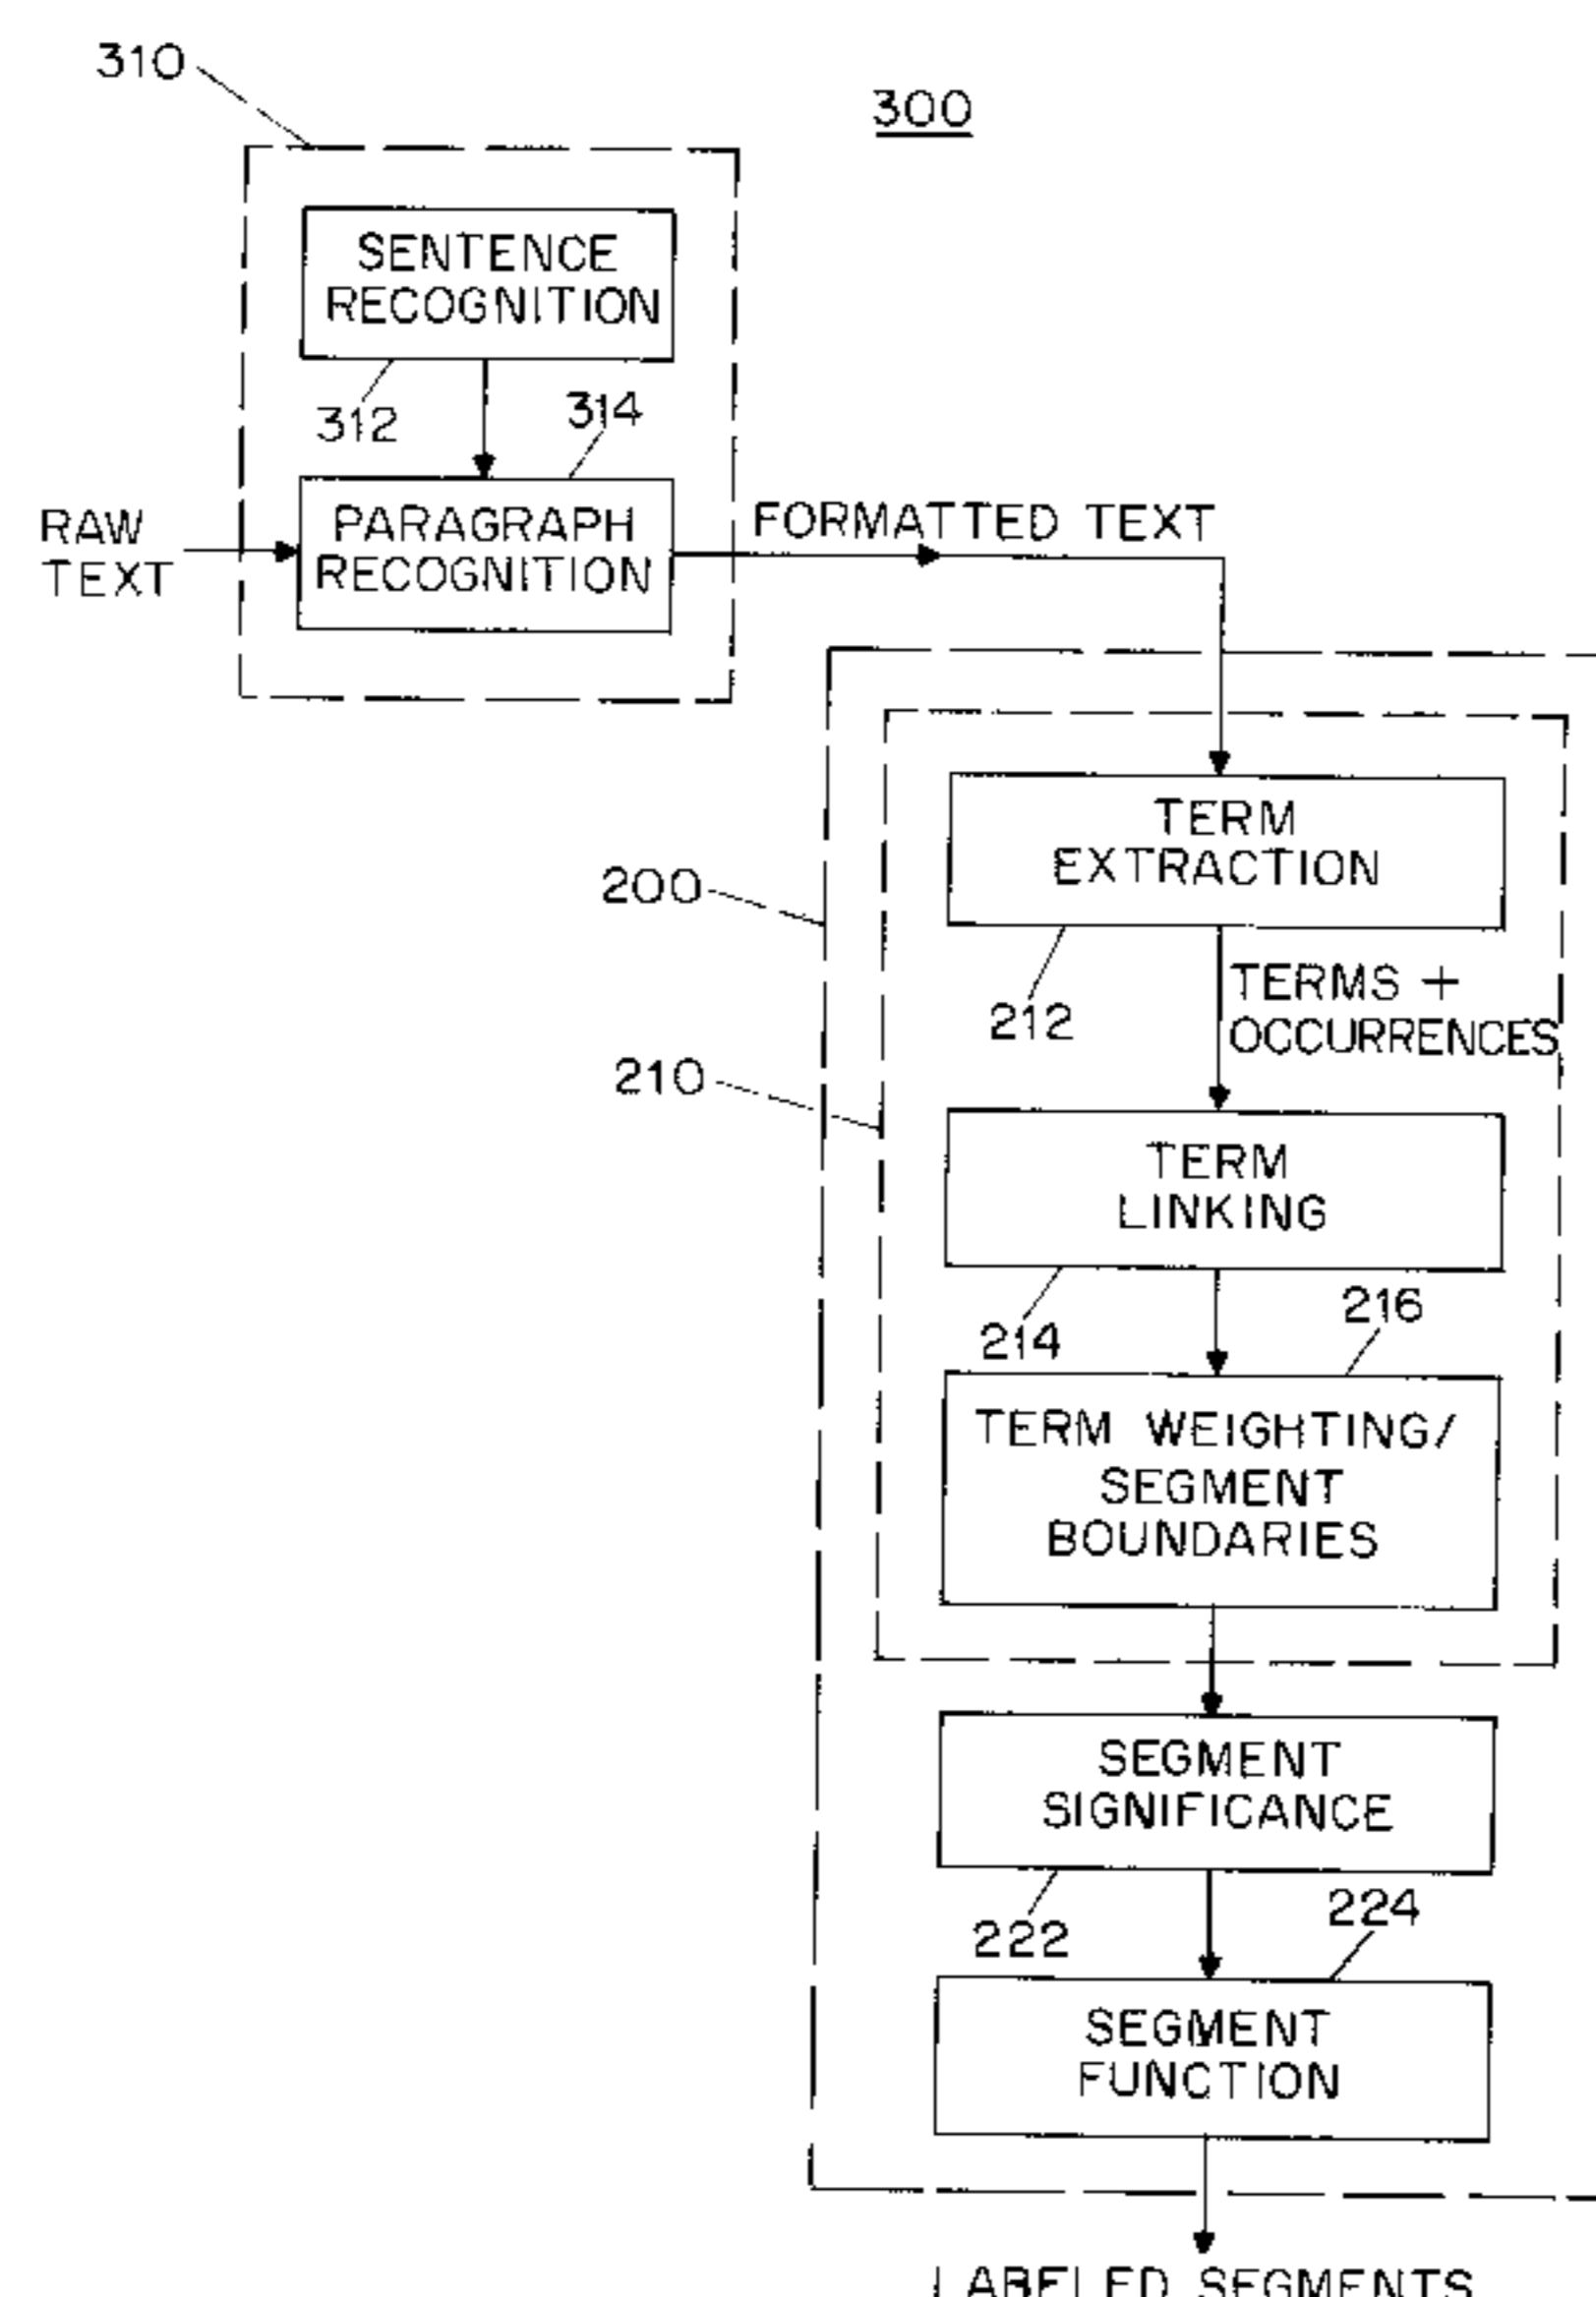 310
300
SENTENCE
RECOGNITION
312
314
RAW
TEXT
PARAGRAPH
RECOGNITION
FORMATTED TEXT
TERM
EXTRACTION
200
212
TERMS +
OCCURRENCES
210
TERM
LINKING
214
216
TERM WEIGHTING/
SEGMENT
BOUNDARIES
SEGMENT
SIGNIFICANCE
222
224
SEGMENT
FUNCTION
LABELED SEGMENTS